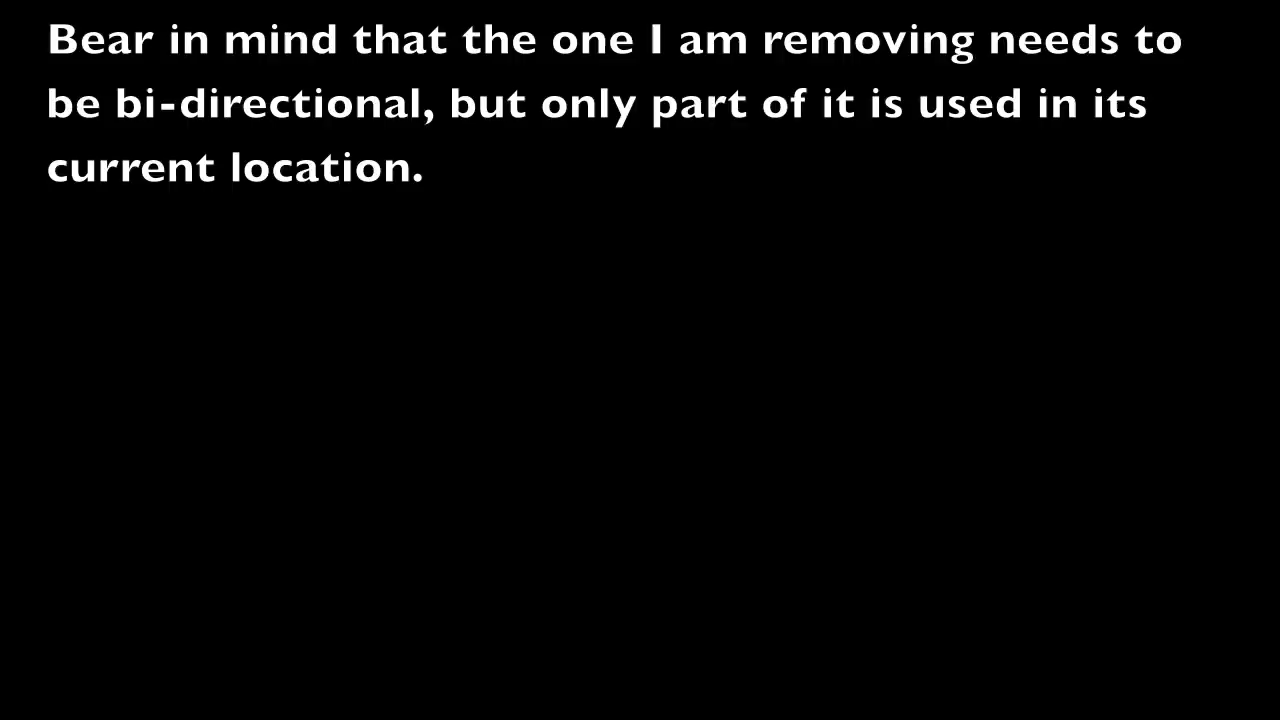 Bear in mind that the one I am removing needs to
be bi-directional, but only part of it is used in its
current location.